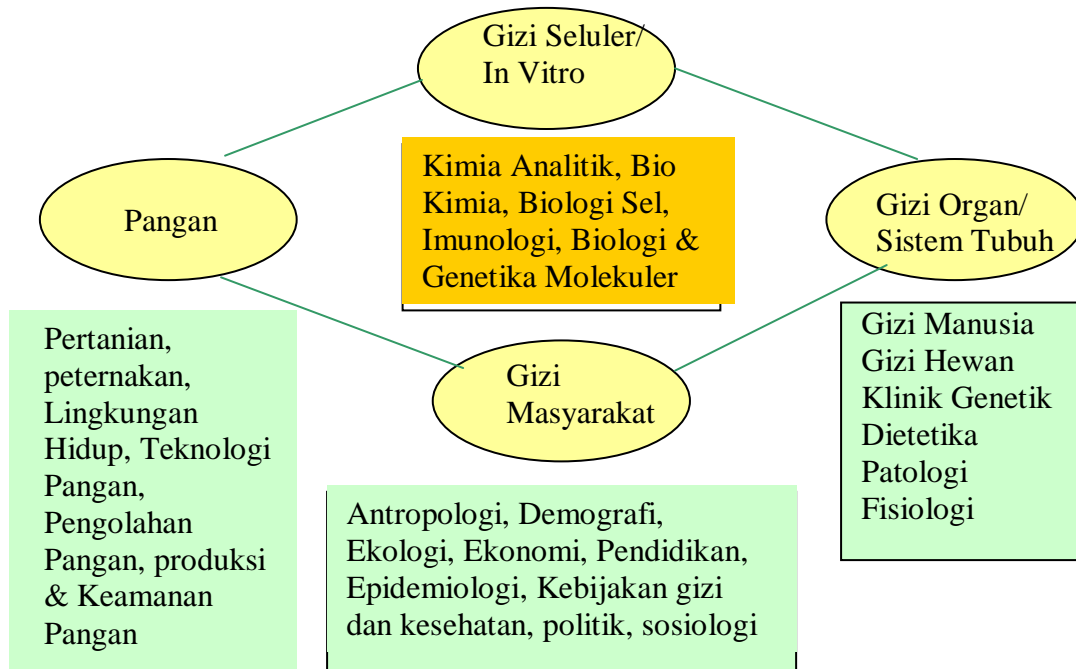 Gizi Seluler/
In Vitro
Kimia Analitik, Bio
Kimia, Biologi Sel,
Imunologi, Biologi &
Genetika Molekuler
Pangan
Gizi Organ/
Sistem Tubuh
Pertanian,
peternakan,
Lingkungan
Hidup, Teknologi
Pangan,
Pengolahan
Pangan, produksi
& Keamanan
Pangan
Gizi
Masyarakat
Gizi Manusia
Gizi Hewan
Klinik Genetik
Dietetika
Patologi
Fisiologi
Antropologi, Demografi,
Ekologi, Ekonomi, Pendidikan,
Epidemiologi, Kebijakan gizi
dan kesehatan, politik, sosiologi